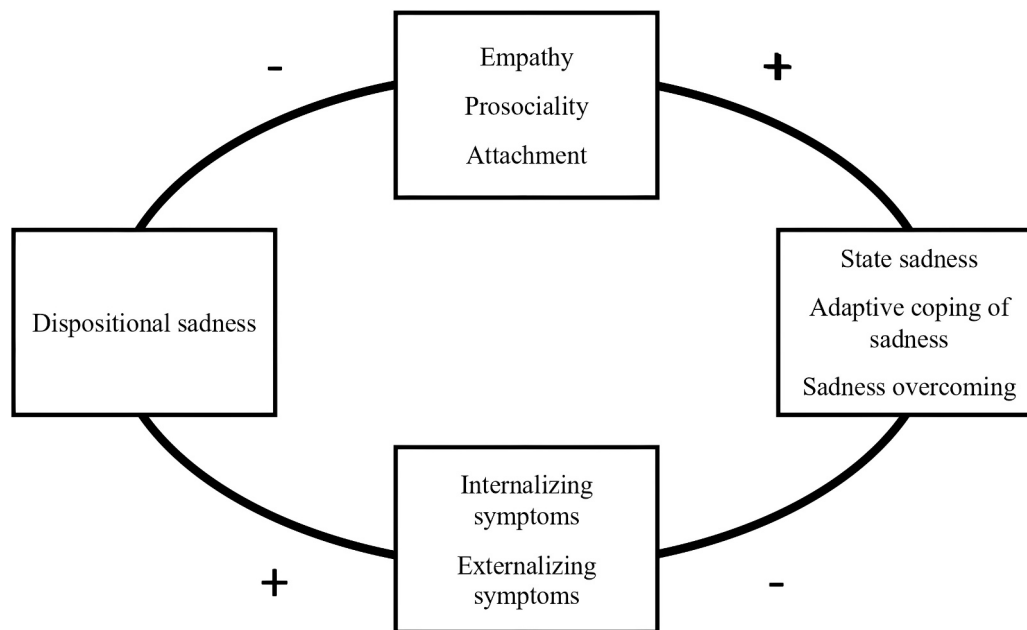 -
+
Empathy
Prosociality
Attachment
Dispositional sadness
State sadness
Adaptive coping of
sadness
Sadness overcoming
Internalizing
symptoms
Externalizing
symptoms
+
-